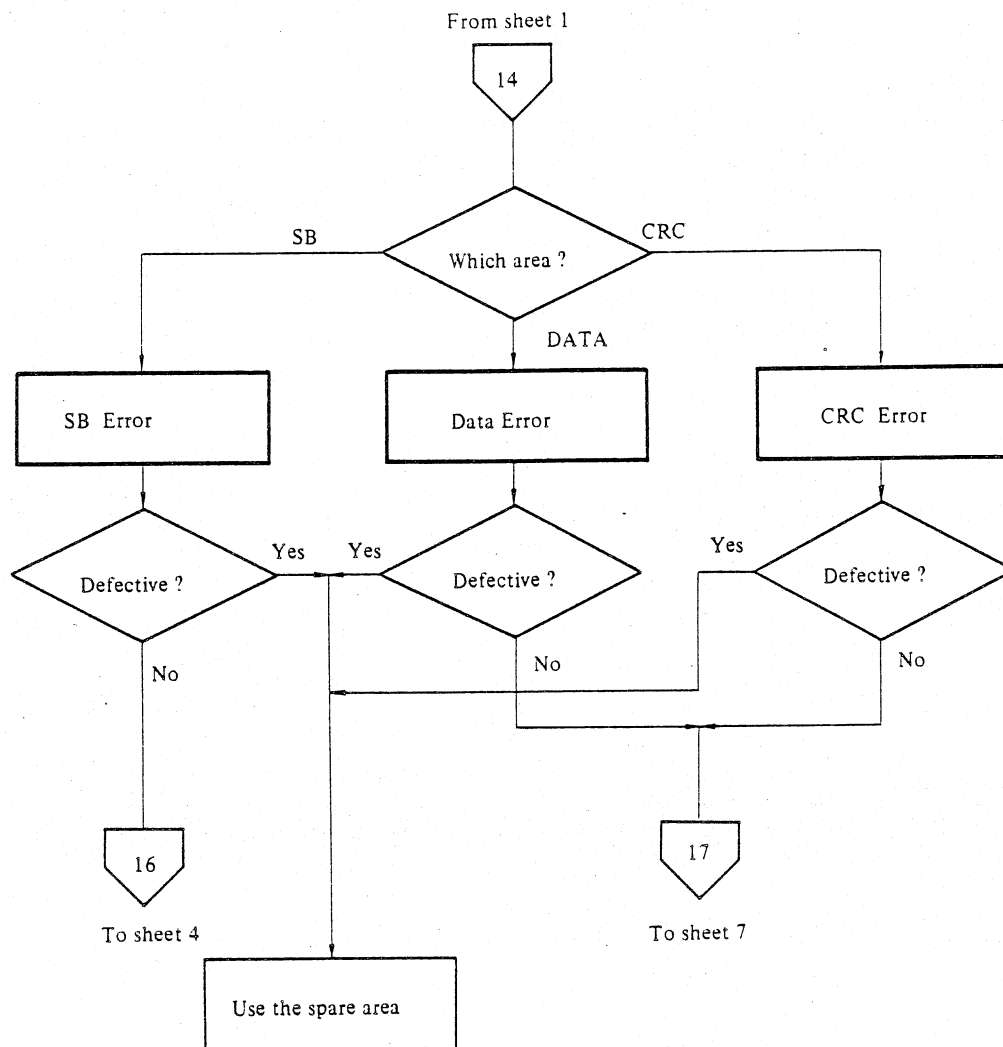 From sheet 1
14
SB
CRC
Which area ?
DATA
SB Error
Data Error
CRC Error
Yes
Yes
Yes
Defective ?
Defective ?
Defective ?
No
No
No
16
17
To sheet 4
To sheet 7
Use the spare area